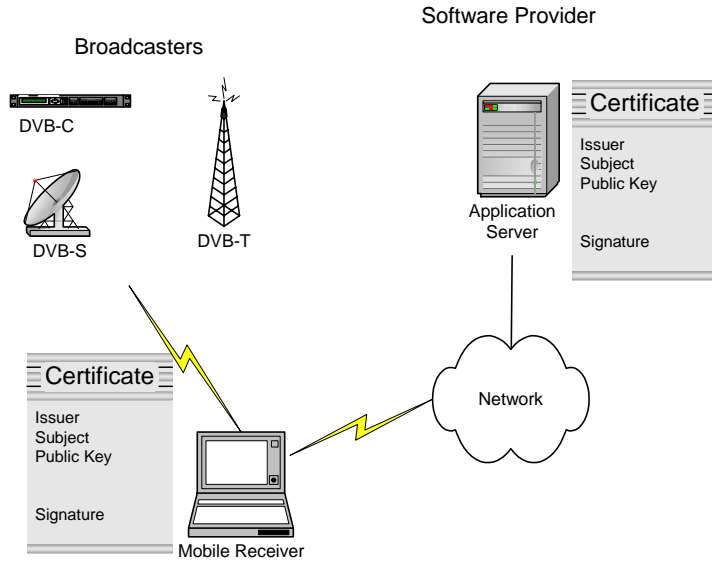 Software Provider
Broadcasters
DVB-C
DVB-S
DVB-T
Application
Server
Certificate
Issuer
Subject
Public Key
Signature
Network
Certificate
Issuer
Subject
Public Key
Signature
Mobile Receiver